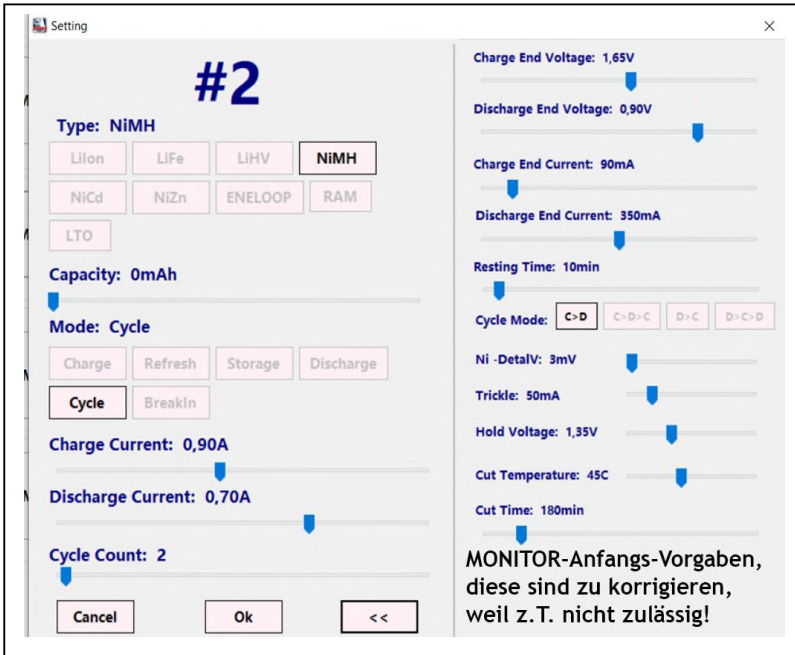 Setting
#2
Type: NiMH
LiIon LiFe LiHV NiMH
NiCd NiZn ENELOOP RAM
LTO
Capacity: 0mAh
Mode: Cycle
Charge Refresh Storage Discharge
Cycle BreakIn
Charge Current: 0,90A
Discharge Current: 0,70A
Cycle Count: 2
Cancel Ok <<
Charge End Voltage: 1,65V
Discharge End Voltage: 0,90V
Charge End Current: 90mA
Discharge End Current: 350mA
Resting Time: 10min
Cycle Mode: C>D C>D>C D>C D>C>D
Ni -DetalV: 3mV
Trickle: 50mA
Hold Voltage: 1,35V
Cut Temperature: 45C
Cut Time: 180min
MONITOR-Anfangs-Vorgaben,
diese sind zu korrigieren,
weil z.T. nicht zulässig!